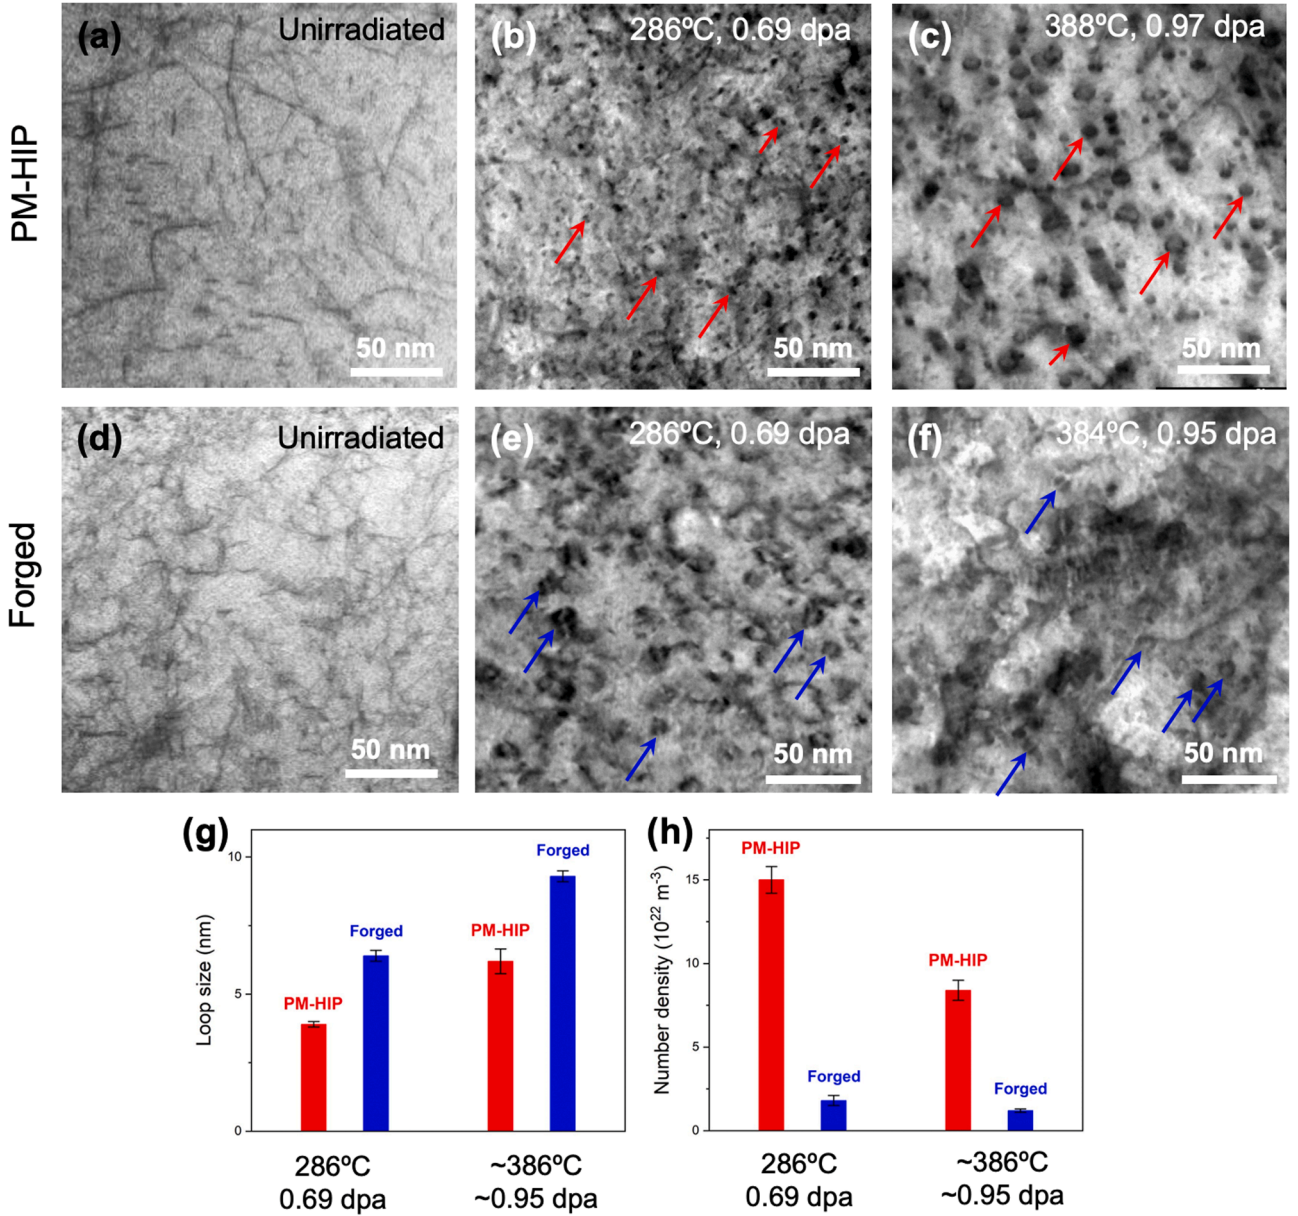 PM-HIP
(a) Unirradiated
50 nm
(b) 286ºC, 0.69 dpa
50 nm
(c) 388ºC, 0.97 dpa
50 nm
Forged
(d) Unirradiated
50 nm
(e) 286ºC, 0.69 dpa
50 nm
(f) 384ºC, 0.95 dpa
50 nm
(g)
Loop size (nm)
10
5
0
PM-HIP
Forged
PM-HIP
Forged
286ºC
0.69 dpa
~386ºC
~0.95 dpa
(h)
Number density (10²² m⁻³)
15
10
5
0
PM-HIP
Forged
PM-HIP
Forged
286ºC
0.69 dpa
~386ºC
~0.95 dpa